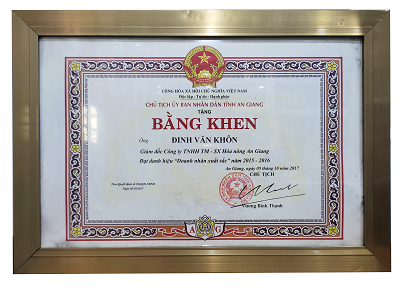 CỘNG HÒA XÃ HỘI CHỦ NGHĨA VIỆT NAM
Độc lập - Tự do - Hạnh phúc
CHỦ TỊCH ỦY BAN NHÂN DÂN TỈNH AN GIANG
TẶNG
BẰNG KHEN
Ông ĐINH VĂN KHÔN
Giám đốc Công ty TNHH TM - SX Hỏa nông An Giang
Đạt danh hiệu "Doanh nhân xuất sắc" năm 2015 - 2016
An Giang, ngày 05 tháng 10 năm 2017
CHỦ TỊCH
Vương Bình Thạnh
A G